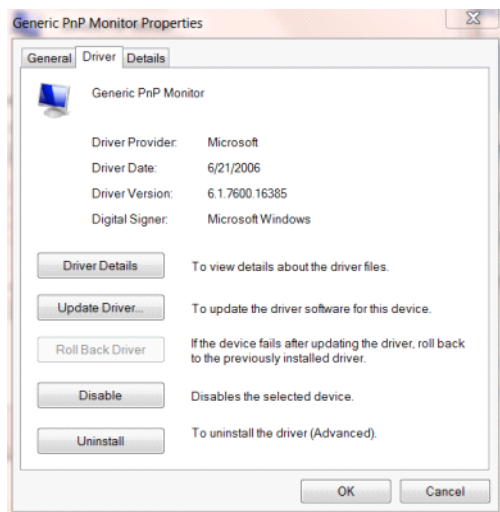 Generic PnP Monitor Properties
General Driver Details
Generic PnP Monitor
Driver Provider: Microsoft
Driver Date: 6/21/2006
Driver Version: 6.1.7600.16385
Digital Signer: Microsoft Windows
Driver Details To view details about the driver files.
Update Driver... To update the driver software for this device.
Roll Back Driver If the device fails after updating the driver, roll back
to the previously installed driver.
Disable Disables the selected device.
Uninstall To uninstall the driver (Advanced).
OK Cancel